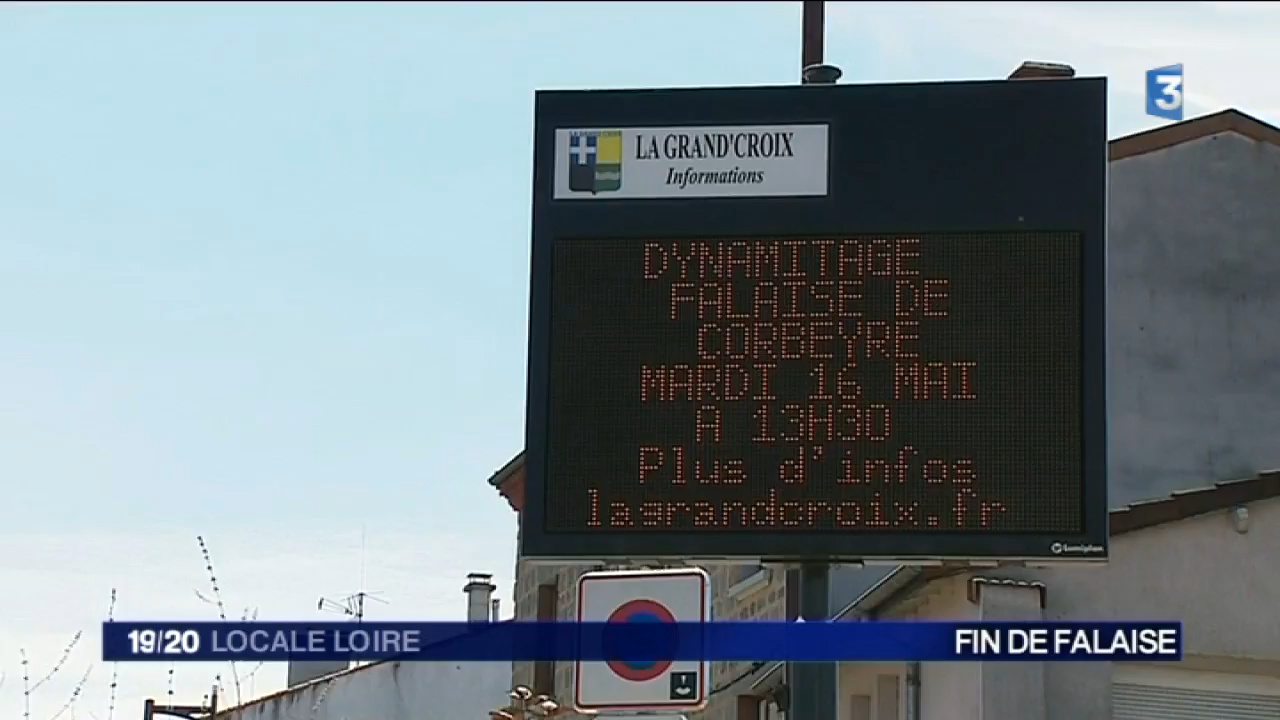 3
LA GRAND'CROIX
Informations
DYNAMITAGE
FALAISE DE
CORBEYRE
MARDI 16 MAI
A 13H30
Plus d'infos
lagrandcroix.fr
lumiplan
19/20 LOCALE LOIRE
FIN DE FALAISE